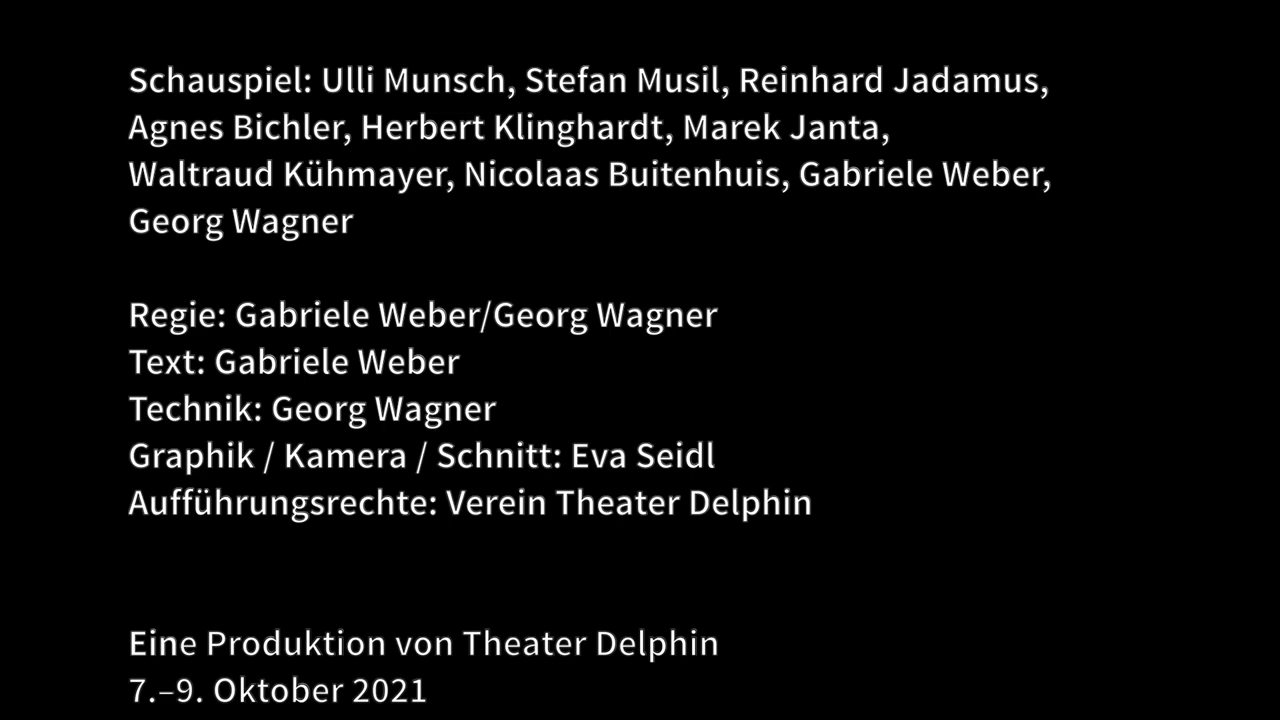 Schauspiel: Ulli Munsch, Stefan Musil, Reinhard Jadamus,
Agnes Bichler, Herbert Klinghardt, Marek Janta,
Waltraud Kühmayer, Nicolaas Buitenhuis, Gabriele Weber,
Georg Wagner
Regie: Gabriele Weber/Georg Wagner
Text: Gabriele Weber
Technik: Georg Wagner
Graphik / Kamera / Schnitt: Eva Seidl
Aufführungsrechte: Verein Theater Delphin
Eine Produktion von Theater Delphin
7.–9. Oktober 2021